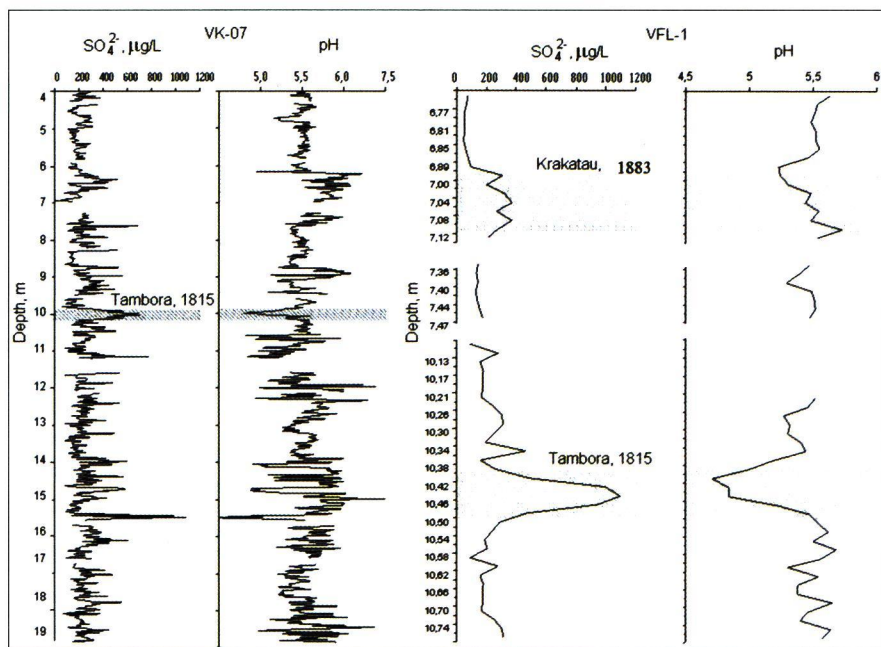 VK-07
SO₄²⁻, μg/L
pH
0 200 400 600 800 1000 1200
5,0 5,5 6,0 7,5
Depth, m
4
5
6
7
8
9
10
11
12
13
14
15
16
17
18
19
Tambora, 1815
VFL-1
SO₄²⁻, μg/L
pH
0 200 400 600 800 1000
4,5 5 5,5 6
Depth, m
6,77
6,81
6,85
6,89
7,00
7,04
7,08
7,12
7,36
7,40
7,44
7,47
10,13
10,17
10,21
10,26
10,30
10,34
10,38
10,42
10,46
10,50
10,54
10,58
10,62
10,66
10,70
10,74
Krakatau, 1883
Tambora, 1815